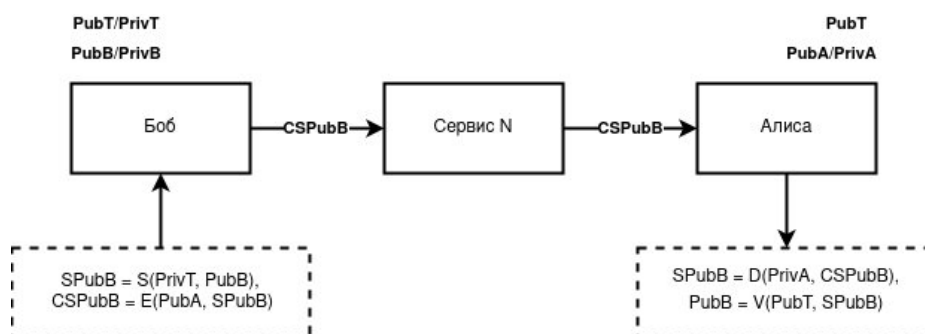 PubT/PrivT
PubB/PrivB
PubT
PubA/PrivA
Боб
CSPubB
Сервис N
CSPubB
Алиса
SPubB = S(PrivT, PubB),
CSPubB = E(PubA, SPubB)
SPubB = D(PrivA, CSPubB),
PubB = V(PubT, SPubB)